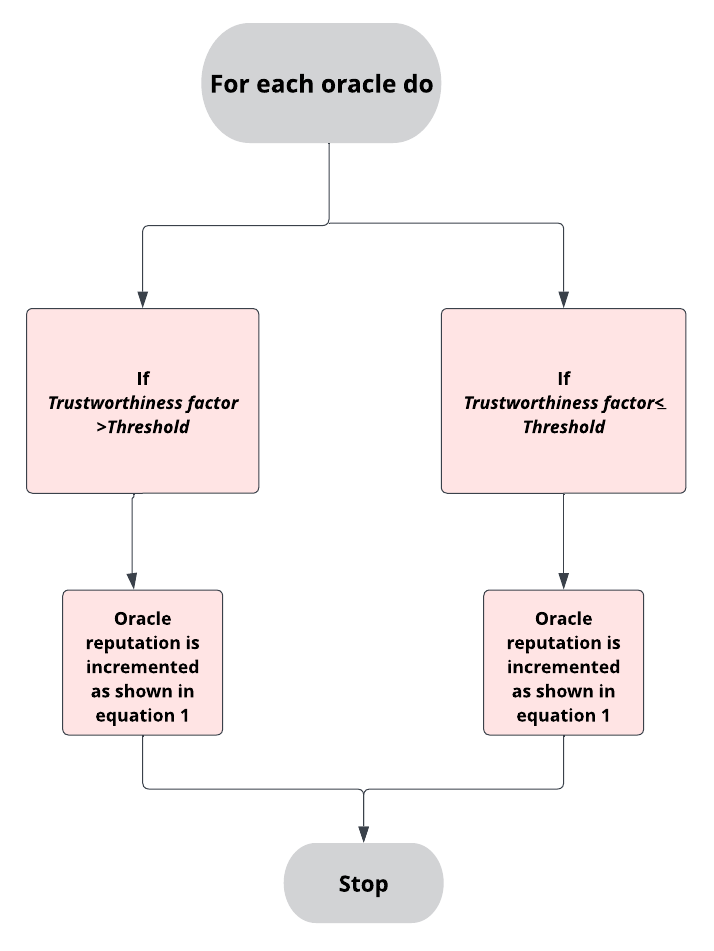 For each oracle do
If
Trustworthiness factor
>Threshold
If
Trustworthiness factor≤
Threshold
Oracle
reputation is
incremented
as shown in
equation 1
Oracle
reputation is
incremented
as shown in
equation 1
Stop